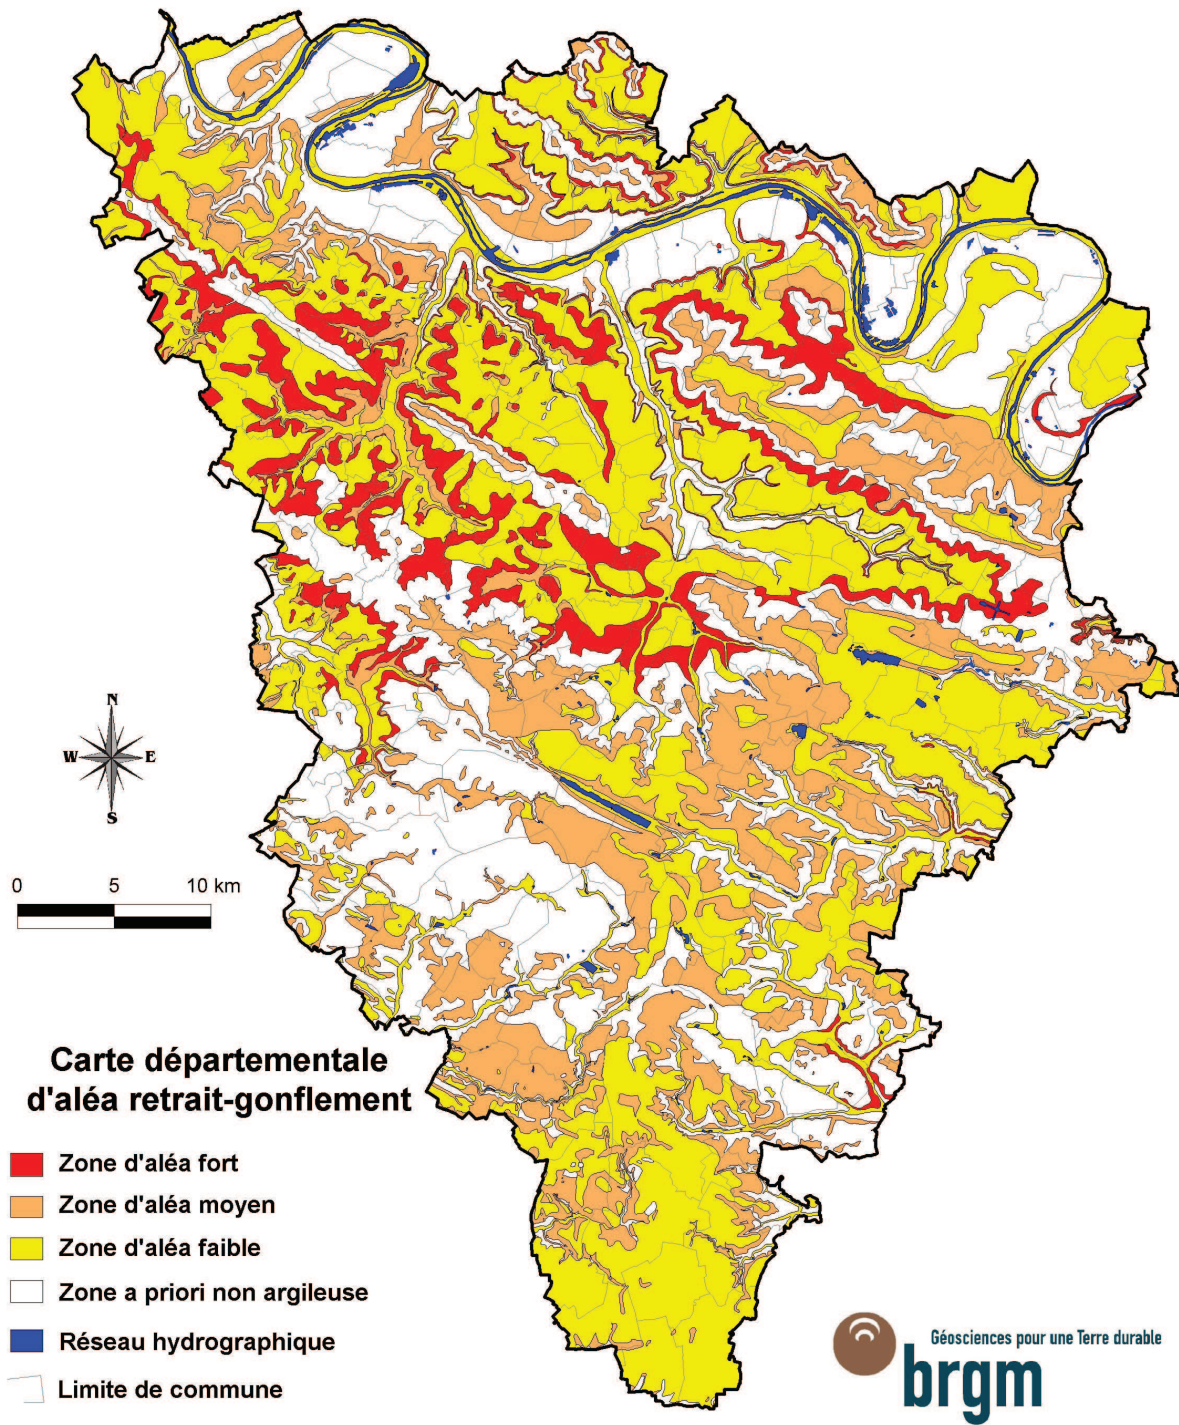 N
W E
S
0 5 10 km
Carte départementale
d'aléa retrait-gonflement
Zone d'aléa fort
Zone d'aléa moyen
Zone d'aléa faible
Zone a priori non argileuse
Réseau hydrographique
Limite de commune
Géosciences pour une Terre durable
brgm